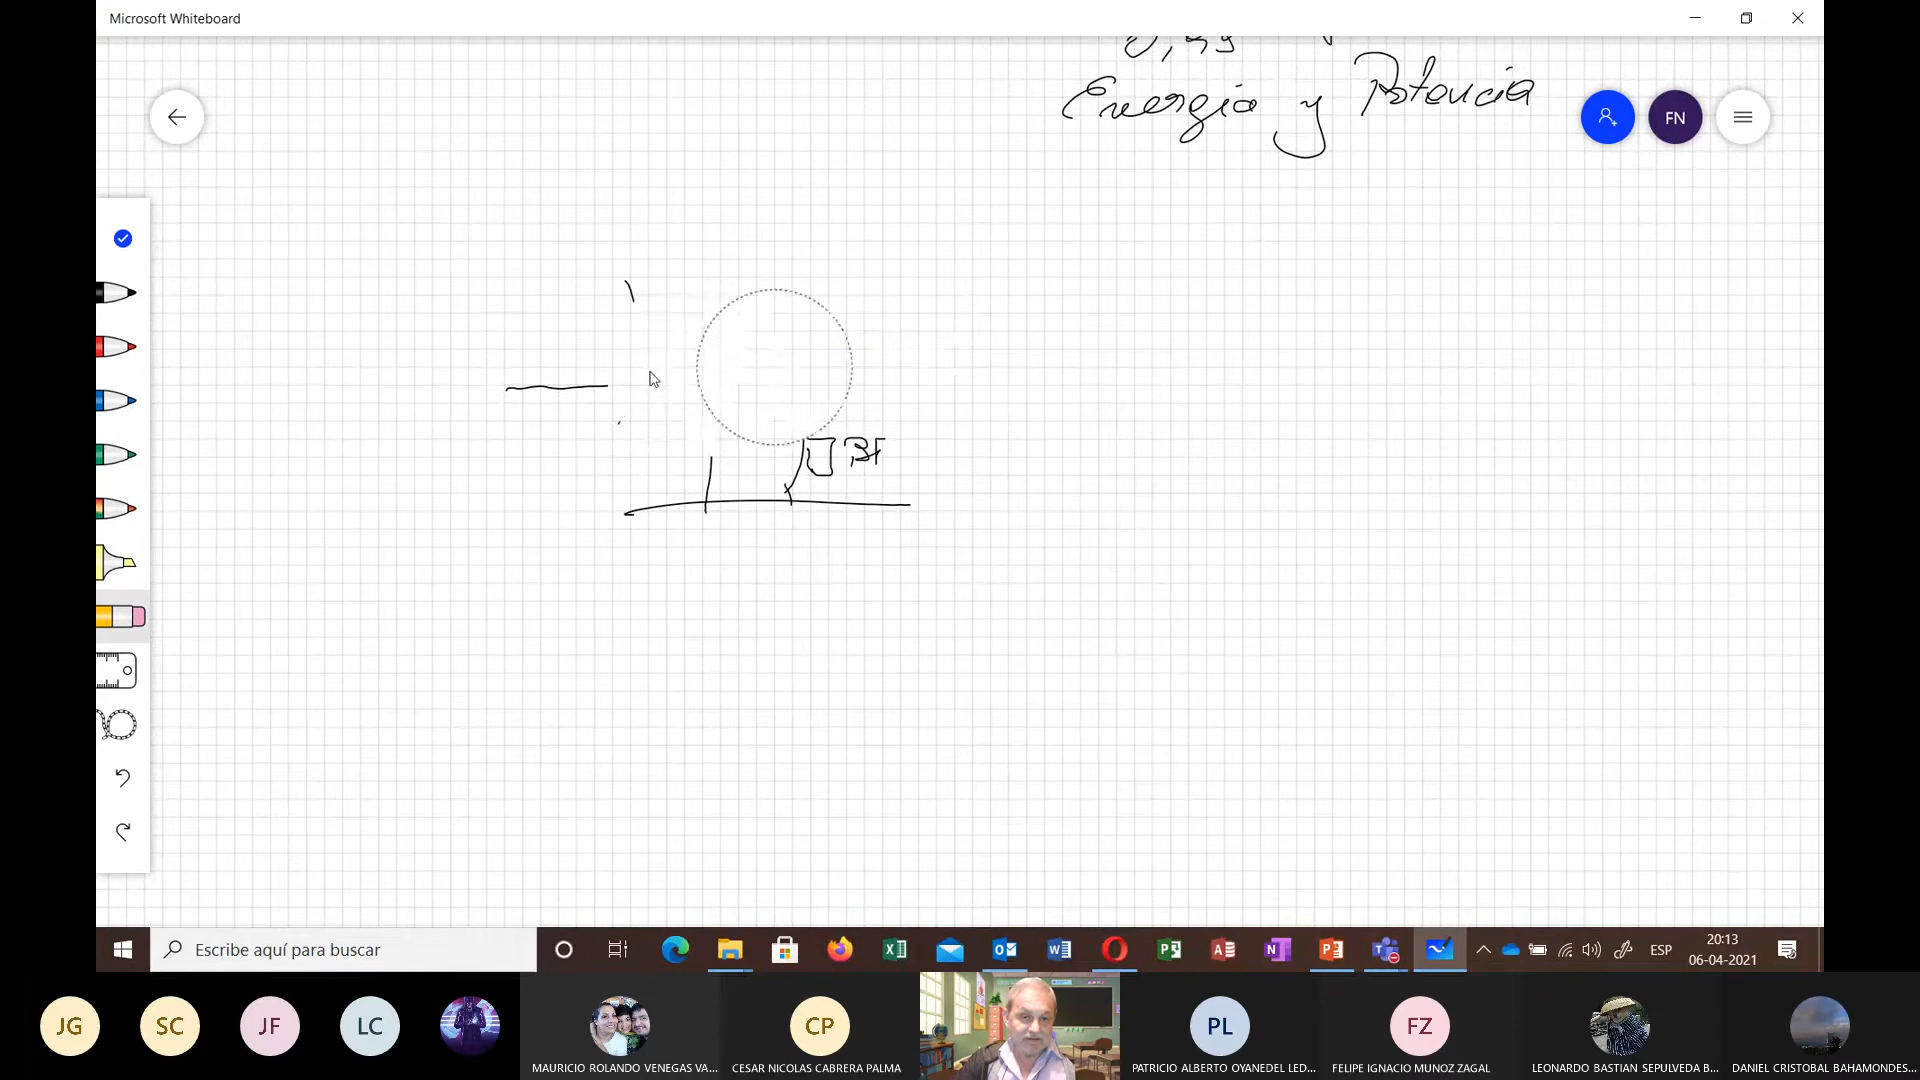 Microsoft Whiteboard
Energia y Potencia
FN
BF
Escribe aquí para buscar
ESP
20:13
06-04-2021
JG
SC
JF
LC
CP
PL
FZ
MAURICIO ROLANDO VENEGAS VA...
CESAR NICOLAS CABRERA PALMA
PATRICIO ALBERTO OYANEDEL LED...
FELIPE IGNACIO MUNOZ ZAGAL
LEONARDO BASTIAN SEPULVEDA B...
DANIEL CRISTOBAL BAHAMONDES...